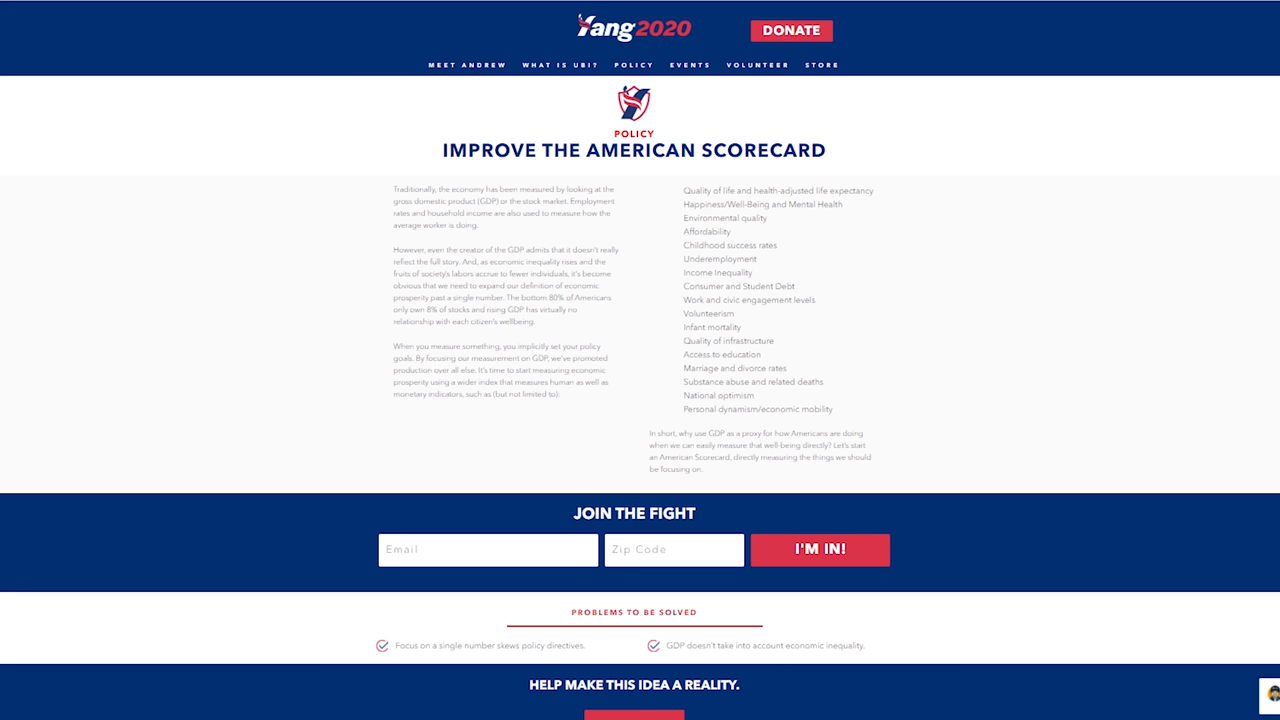 Yang2020
DONATE
MEET ANDREW WHAT IS UBI? POLICY EVENTS VOLUNTEER STORE
POLICY
IMPROVE THE AMERICAN SCORECARD
Traditionally, the economy has been measured by looking at the
gross domestic product (GDP) or the stock market. Employment
rates and household income are also used to measure how the
average worker is doing.
However, even the creator of the GDP admits that it doesn't really
reflect the full story. And, as economic inequality rises and the
fruits of society's labors accrue to fewer individuals, it's become
obvious that we need to expand our definition of economic
prosperity past a single number. The bottom 80% of Americans
only own 8% of stocks and rising GDP has virtually no
relationship with each citizen's wellbeing.
When you measure something, you implicitly set your policy
goals. By focusing our measurement on GDP, we've promoted
production over all else. It's time to start measuring economic
prosperity using a wider index that measures human as well as
monetary indicators, such as (but not limited to):
Quality of life and health-adjusted life expectancy
Happiness/Well-Being and Mental Health
Environmental quality
Affordability
Childhood success rates
Underemployment
Income Inequality
Consumer and Student Debt
Work and civic engagement levels
Volunteerism
Infant mortality
Quality of infrastructure
Access to education
Marriage and divorce rates
Substance abuse and related deaths
National optimism
Personal dynamism/economic mobility
In short, why use GDP as a proxy for how Americans are doing
when we can easily measure that well-being directly? Let's start
an American Scorecard, directly measuring the things we should
be focusing on.
JOIN THE FIGHT
Email
Zip Code
I'M IN!
PROBLEMS TO BE SOLVED
Focus on a single number skews policy directives.
GDP doesn't take into account economic inequality.
HELP MAKE THIS IDEA A REALITY.